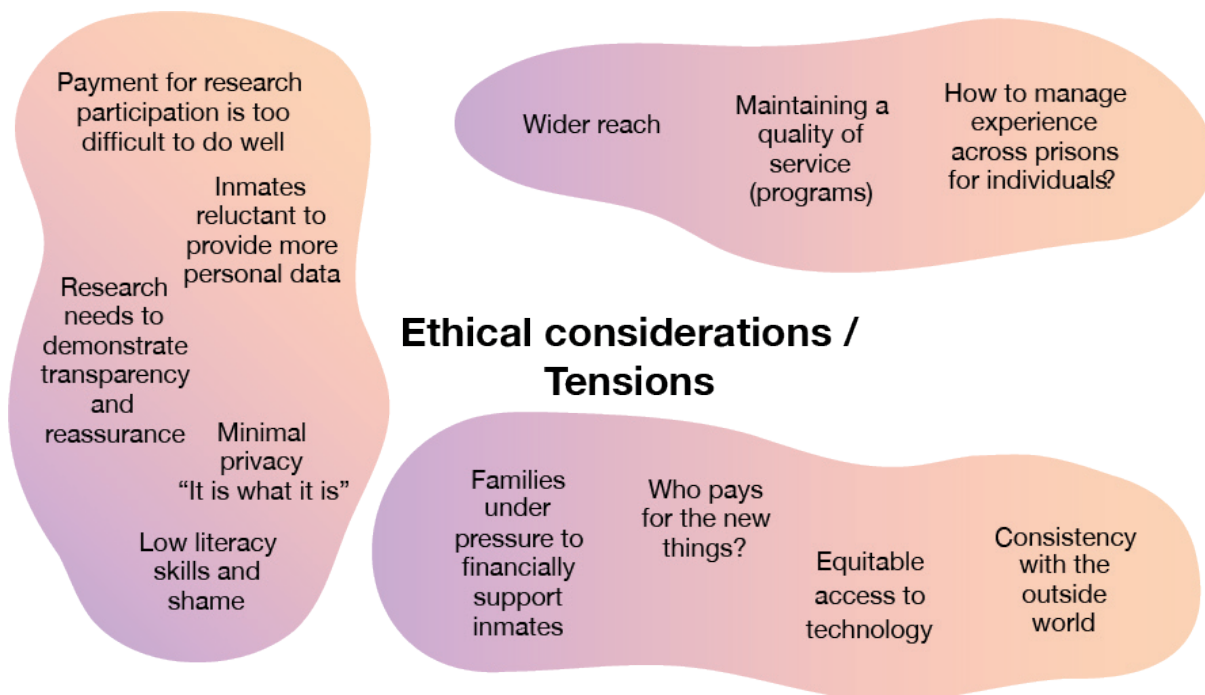 Payment for research
participation is too
difficult to do well
Inmates
reluctant to
provide more
personal data
Research
needs to
demonstrate
transparency
and
reassurance
Minimal
privacy
“It is what it is”
Low literacy
skills and
shame
Wider reach
Maintaining a
quality of
service
(programs)
How to manage
experience
across prisons
for individuals?
Ethical considerations /
Tensions
Families
under
pressure to
financially
support
inmates
Who pays
for the new
things?
Equitable
access to
technology
Consistency
with the
outside
world